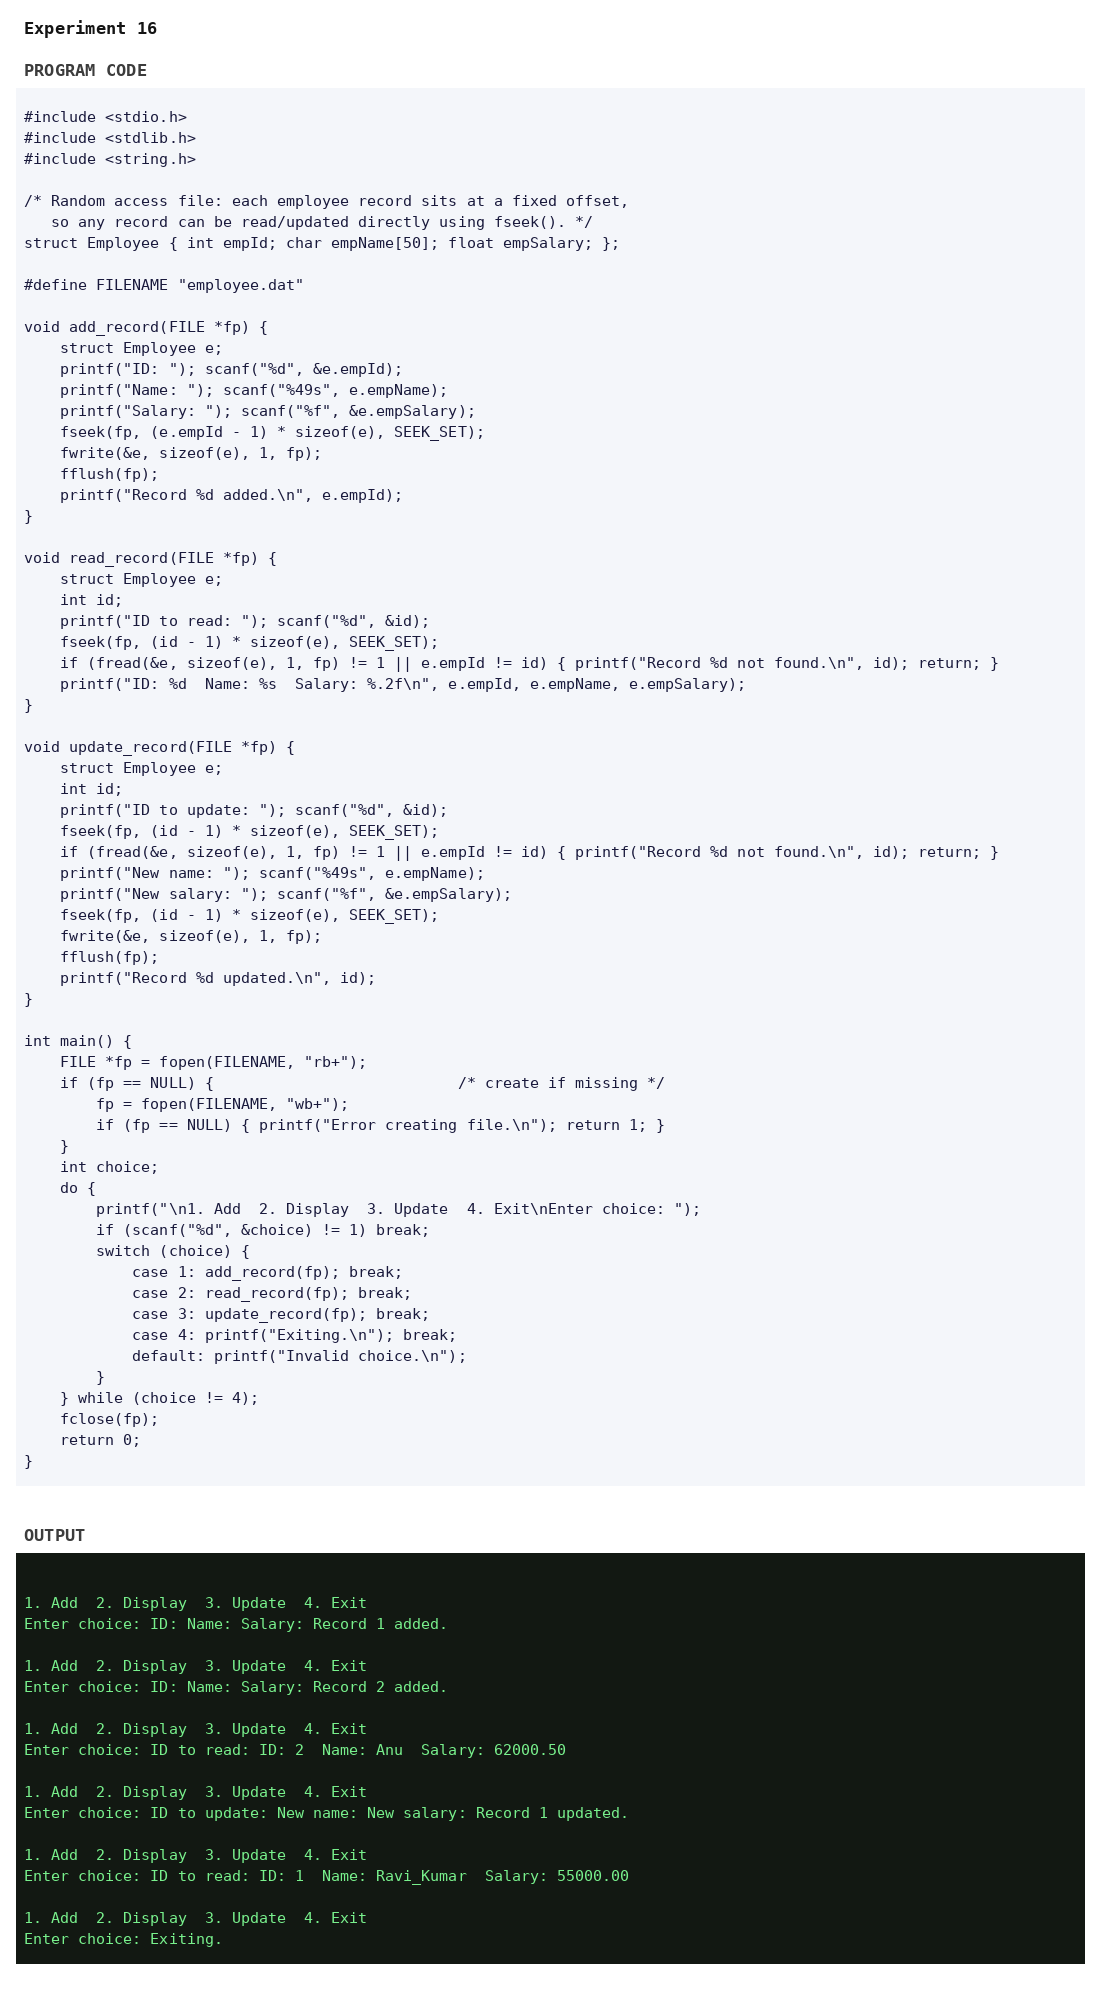 Experiment 16
PROGRAM CODE
#include <stdio.h>
#include <stdlib.h>
#include <string.h>

/* Random access file: each employee record sits at a fixed offset,
   so any record can be read/updated directly using fseek(). */
struct Employee { int empId; char empName[50]; float empSalary; };

#define FILENAME "employee.dat"

void add_record(FILE *fp) {
    struct Employee e;
    printf("ID: "); scanf("%d", &e.empId);
    printf("Name: "); scanf("%49s", e.empName);
    printf("Salary: "); scanf("%f", &e.empSalary);
    fseek(fp, (e.empId - 1) * sizeof(e), SEEK_SET);
    fwrite(&e, sizeof(e), 1, fp);
    fflush(fp);
    printf("Record %d added.\n", e.empId);
}

void read_record(FILE *fp) {
    struct Employee e;
    int id;
    printf("ID to read: "); scanf("%d", &id);
    fseek(fp, (id - 1) * sizeof(e), SEEK_SET);
    if (fread(&e, sizeof(e), 1, fp) != 1 || e.empId != id) { printf("Record %d not found.\n", id); return; }
    printf("ID: %d  Name: %s  Salary: %.2f\n", e.empId, e.empName, e.empSalary);
}

void update_record(FILE *fp) {
    struct Employee e;
    int id;
    printf("ID to update: "); scanf("%d", &id);
    fseek(fp, (id - 1) * sizeof(e), SEEK_SET);
    if (fread(&e, sizeof(e), 1, fp) != 1 || e.empId != id) { printf("Record %d not found.\n", id); return; }
    printf("New name: "); scanf("%49s", e.empName);
    printf("New salary: "); scanf("%f", &e.empSalary);
    fseek(fp, (id - 1) * sizeof(e), SEEK_SET);
    fwrite(&e, sizeof(e), 1, fp);
    fflush(fp);
    printf("Record %d updated.\n", id);
}

int main() {
    FILE *fp = fopen(FILENAME, "rb+");
    if (fp == NULL) {                           /* create if missing */
        fp = fopen(FILENAME, "wb+");
        if (fp == NULL) { printf("Error creating file.\n"); return 1; }
    }
    int choice;
    do {
        printf("\n1. Add  2. Display  3. Update  4. Exit\nEnter choice: ");
        if (scanf("%d", &choice) != 1) break;
        switch (choice) {
            case 1: add_record(fp); break;
            case 2: read_record(fp); break;
            case 3: update_record(fp); break;
            case 4: printf("Exiting.\n"); break;
            default: printf("Invalid choice.\n");
        }
    } while (choice != 4);
    fclose(fp);
    return 0;
}

OUTPUT

1. Add  2. Display  3. Update  4. Exit
Enter choice: ID: Name: Salary: Record 1 added.

1. Add  2. Display  3. Update  4. Exit
Enter choice: ID: Name: Salary: Record 2 added.

1. Add  2. Display  3. Update  4. Exit
Enter choice: ID to read: ID: 2  Name: Anu  Salary: 62000.50

1. Add  2. Display  3. Update  4. Exit
Enter choice: ID to update: New name: New salary: Record 1 updated.

1. Add  2. Display  3. Update  4. Exit
Enter choice: ID to read: ID: 1  Name: Ravi_Kumar  Salary: 55000.00

1. Add  2. Display  3. Update  4. Exit
Enter choice: Exiting.